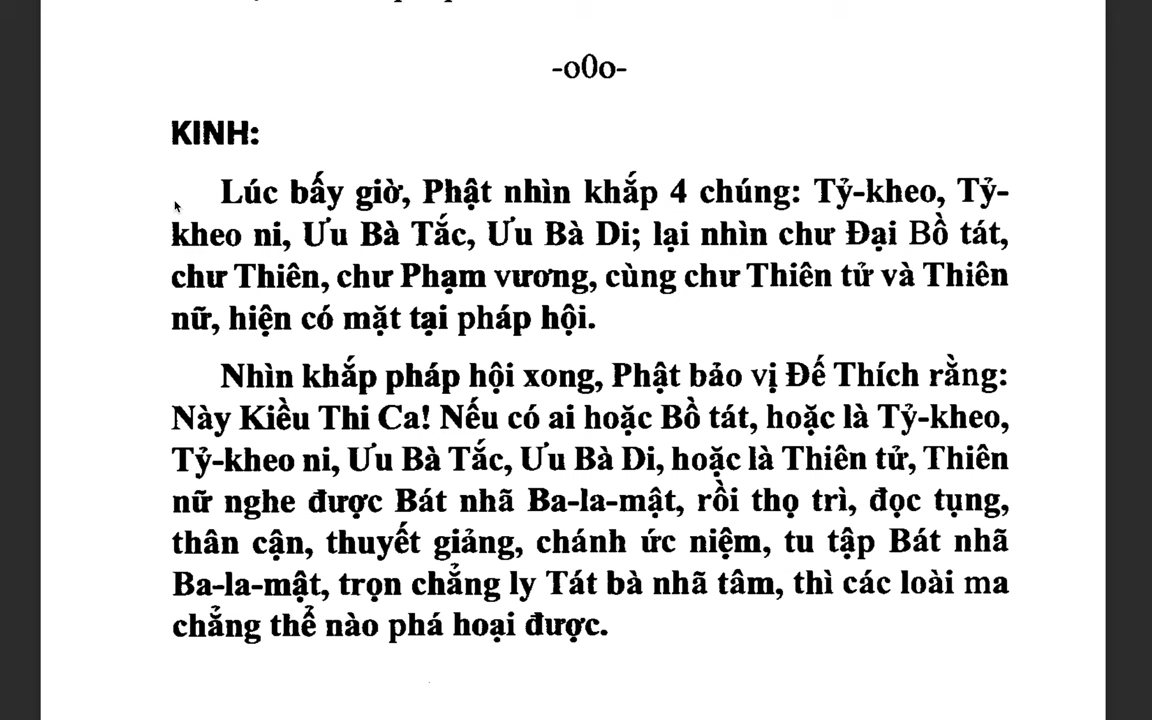 -o0o-
KINH:
Lúc bấy giờ, Phật nhìn khắp 4 chúng: Tỷ-kheo, Tỷ-
kheo ni, Ưu Bà Tắc, Ưu Bà Di; lại nhìn chư Đại Bồ tát,
chư Thiên, chư Phạm vương, cùng chư Thiên tử và Thiên
nữ, hiện có mặt tại pháp hội.
Nhìn khắp pháp hội xong, Phật bảo vị Đế Thích rằng:
Này Kiều Thi Ca! Nếu có ai hoặc Bồ tát, hoặc là Tỷ-kheo,
Tỷ-kheo ni, Ưu Bà Tắc, Ưu Bà Di, hoặc là Thiên tử, Thiên
nữ nghe được Bát nhã Ba-la-mật, rồi thọ trì, đọc tụng,
thân cận, thuyết giảng, chánh ức niệm, tu tập Bát nhã
Ba-la-mật, trọn chẳng ly Tát bà nhã tâm, thì các loài ma
chẳng thể nào phá hoại được.